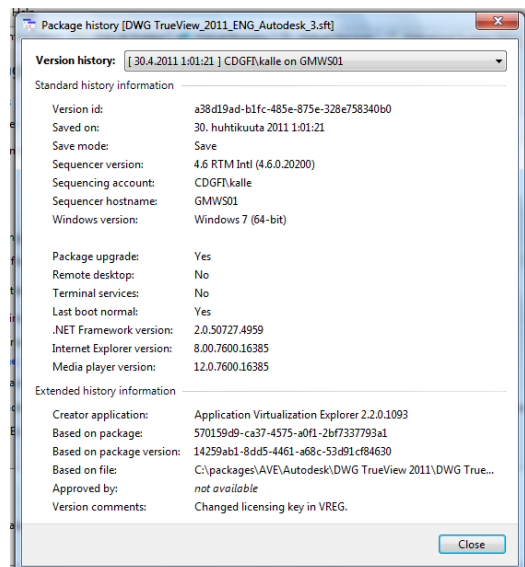 Package history [DWG TrueView_2011_ENG_Autodesk_3.sft]
Version history: [ 30.4.2011 1:01:21 ] CDGFI\kalle on GMWS01
Standard history information
Version id: a38d19ad-b1fc-485e-875e-328e758340b0
Saved on: 30. huhtikuuta 2011 1:01:21
Save mode: Save
Sequencer version: 4.6 RTM Intl (4.6.0.20200)
Sequencing account: CDGFI\kalle
Sequencer hostname: GMWS01
Windows version: Windows 7 (64-bit)
Package upgrade: Yes
Remote desktop: No
Terminal services: No
Last boot normal: Yes
.NET Framework version: 2.0.50727.4959
Internet Explorer version: 8.00.7600.16385
Media player version: 12.0.7600.16385
Extended history information
Creator application: Application Virtualization Explorer 2.2.0.1093
Based on package: 570159d9-ca37-4575-a0f1-2bf7337793a1
Based on package version: 14259ab1-8dd5-4461-a68c-53d91cf84630
Based on file: C:\packages\AVE\Autodesk\DWG TrueView 2011\DWG True...
Approved by: not available
Version comments: Changed licensing key in VREG.
Close